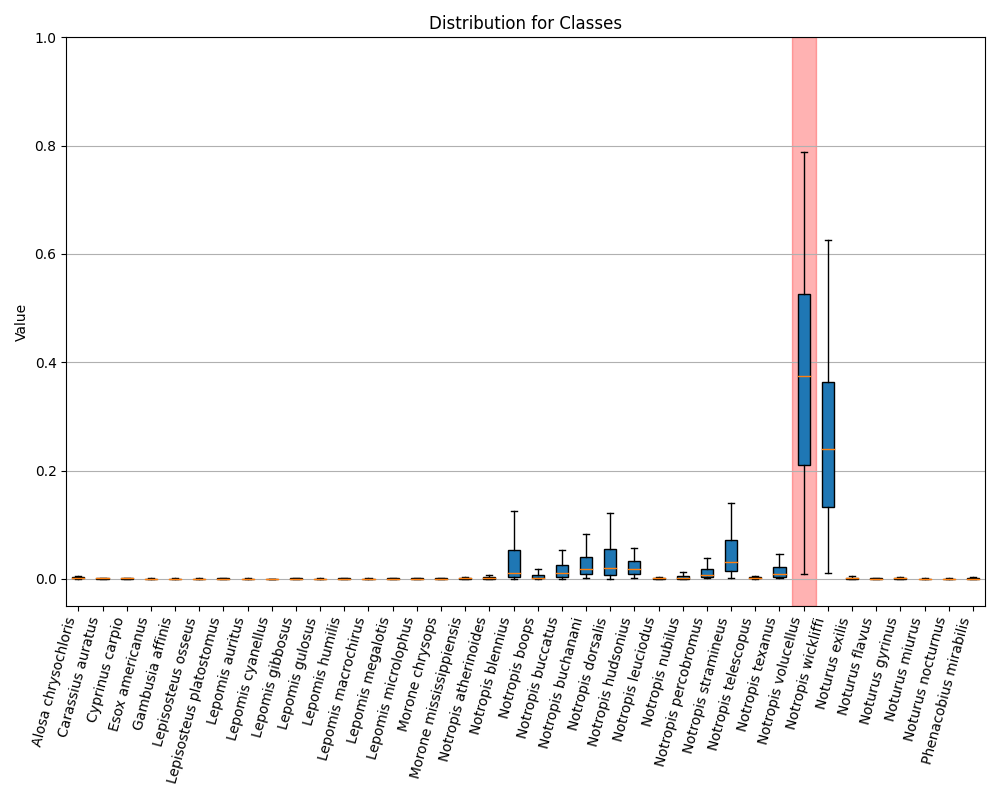 Distribution for Classes
Value
1.0
0.8
0.6
0.4
0.2
0.0
Alosa chrysochloris
Carassius auratus
Cyprinus carpio
Esox americanus
Gambusia affinis
Lepisosteus osseus
Lepisosteus platostomus
Lepomis auritus
Lepomis cyanellus
Lepomis gibbosus
Lepomis gulosus
Lepomis humilis
Lepomis macrochirus
Lepomis megalotis
Lepomis microlophus
Morone chrysops
Morone mississippiensis
Notropis atherinoides
Notropis blennius
Notropis boops
Notropis buccatus
Notropis buchanani
Notropis dorsalis
Notropis hudsonius
Notropis leuciodus
Notropis nubilus
Notropis percobromus
Notropis stramineus
Notropis telescopus
Notropis texanus
Notropis volucellus
Notropis wickliffi
Noturus exilis
Noturus flavus
Noturus gyrinus
Noturus miurus
Noturus nocturnus
Phenacobius mirabilis